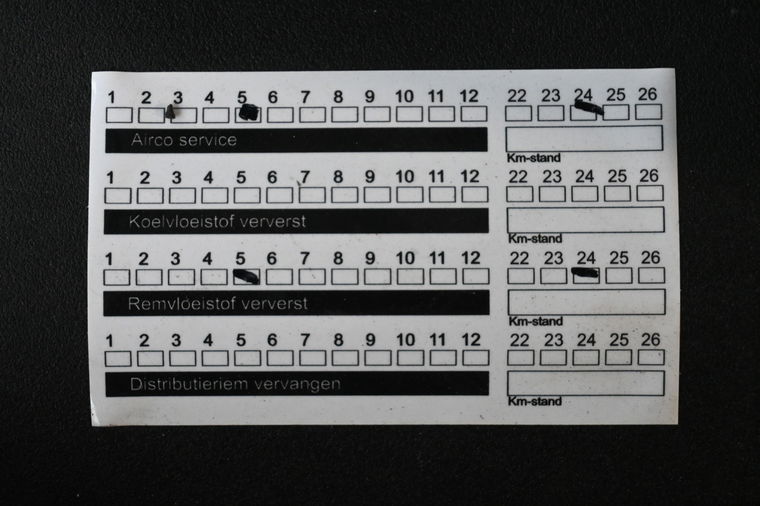 1 2 3 4 5 6 7 8 9 10 11 12 22 23 24 25 26
Airco service
Km-stand
1 2 3 4 5 6 7 8 9 10 11 12 22 23 24 25 26
Koelvloeistof ververst
Km-stand
1 2 3 4 5 6 7 8 9 10 11 12 22 23 24 25 26
Remvloeistof ververst
Km-stand
1 2 3 4 5 6 7 8 9 10 11 12 22 23 24 25 26
Distributieriem vervangen
Km-stand